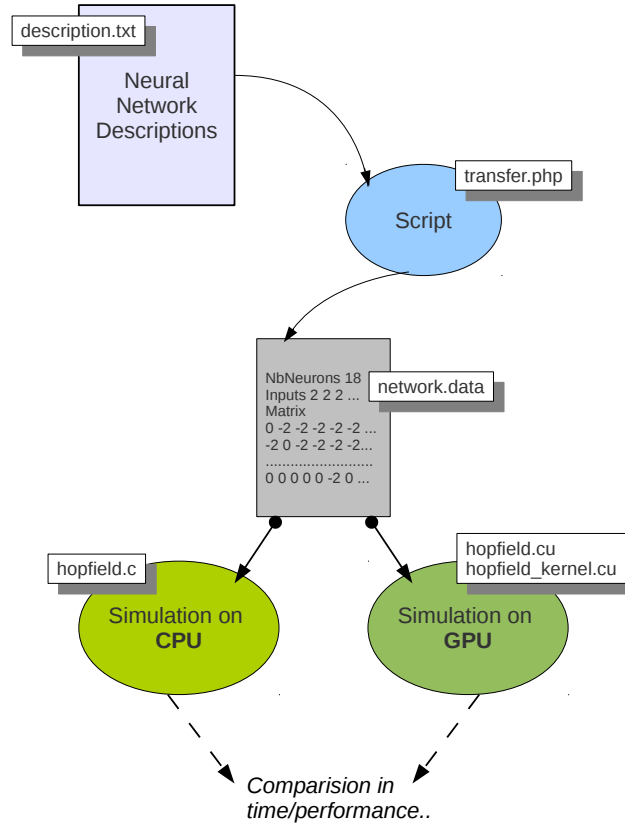 description.txt
Neural
Network
Descriptions
transfer.php
Script
NbNeurons 18
Inputs 2 2 2 ...
Matrix
0 -2 -2 -2 -2 -2 ...
-2 0 -2 -2 -2 -2...
..........................
0 0 0 0 0 -2 0 ...
network.data
hopfield.c
Simulation on
CPU
hopfield.cu
hopfield_kernel.cu
Simulation on
GPU
Comparision in
time/performance..